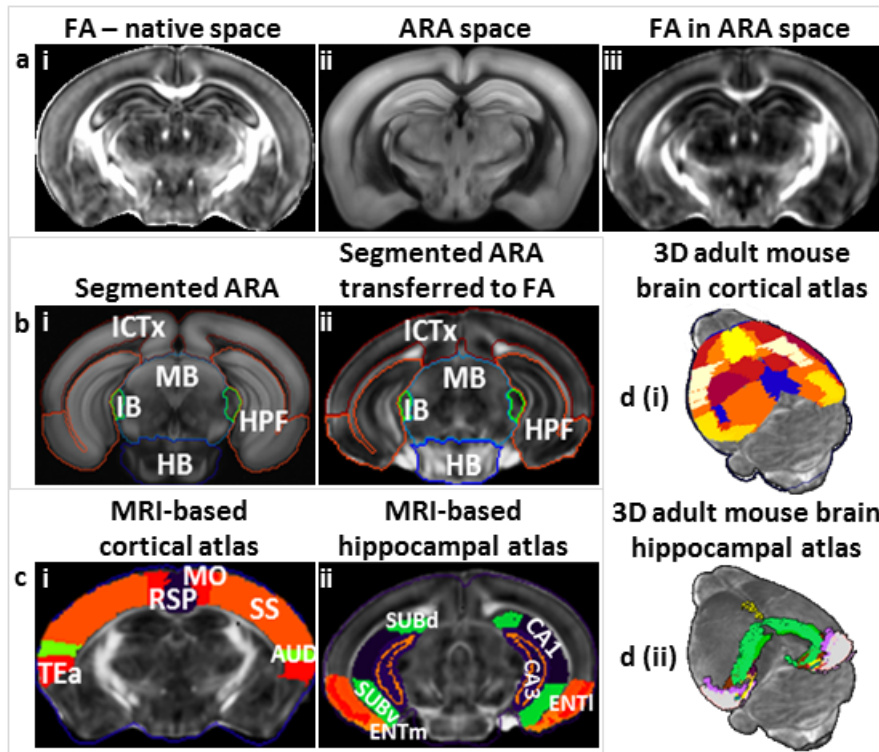 FA – native space
ARA space
FA in ARA space
a
i
ii
iii
Segmented ARA
Segmented ARA
transferred to FA
3D adult mouse
brain cortical atlas
b
i
ICTx
MB
IB
HPF
HB
ii
ICTx
MB
IB
HPF
HB
d (i)
MRI-based
cortical atlas
MRI-based
hippocampal atlas
3D adult mouse brain
hippocampal atlas
c
i
MO
RSP
SS
AUD
TEa
ii
SUBd
CA1
CA3
SUBv
ENTl
ENTm
d (ii)